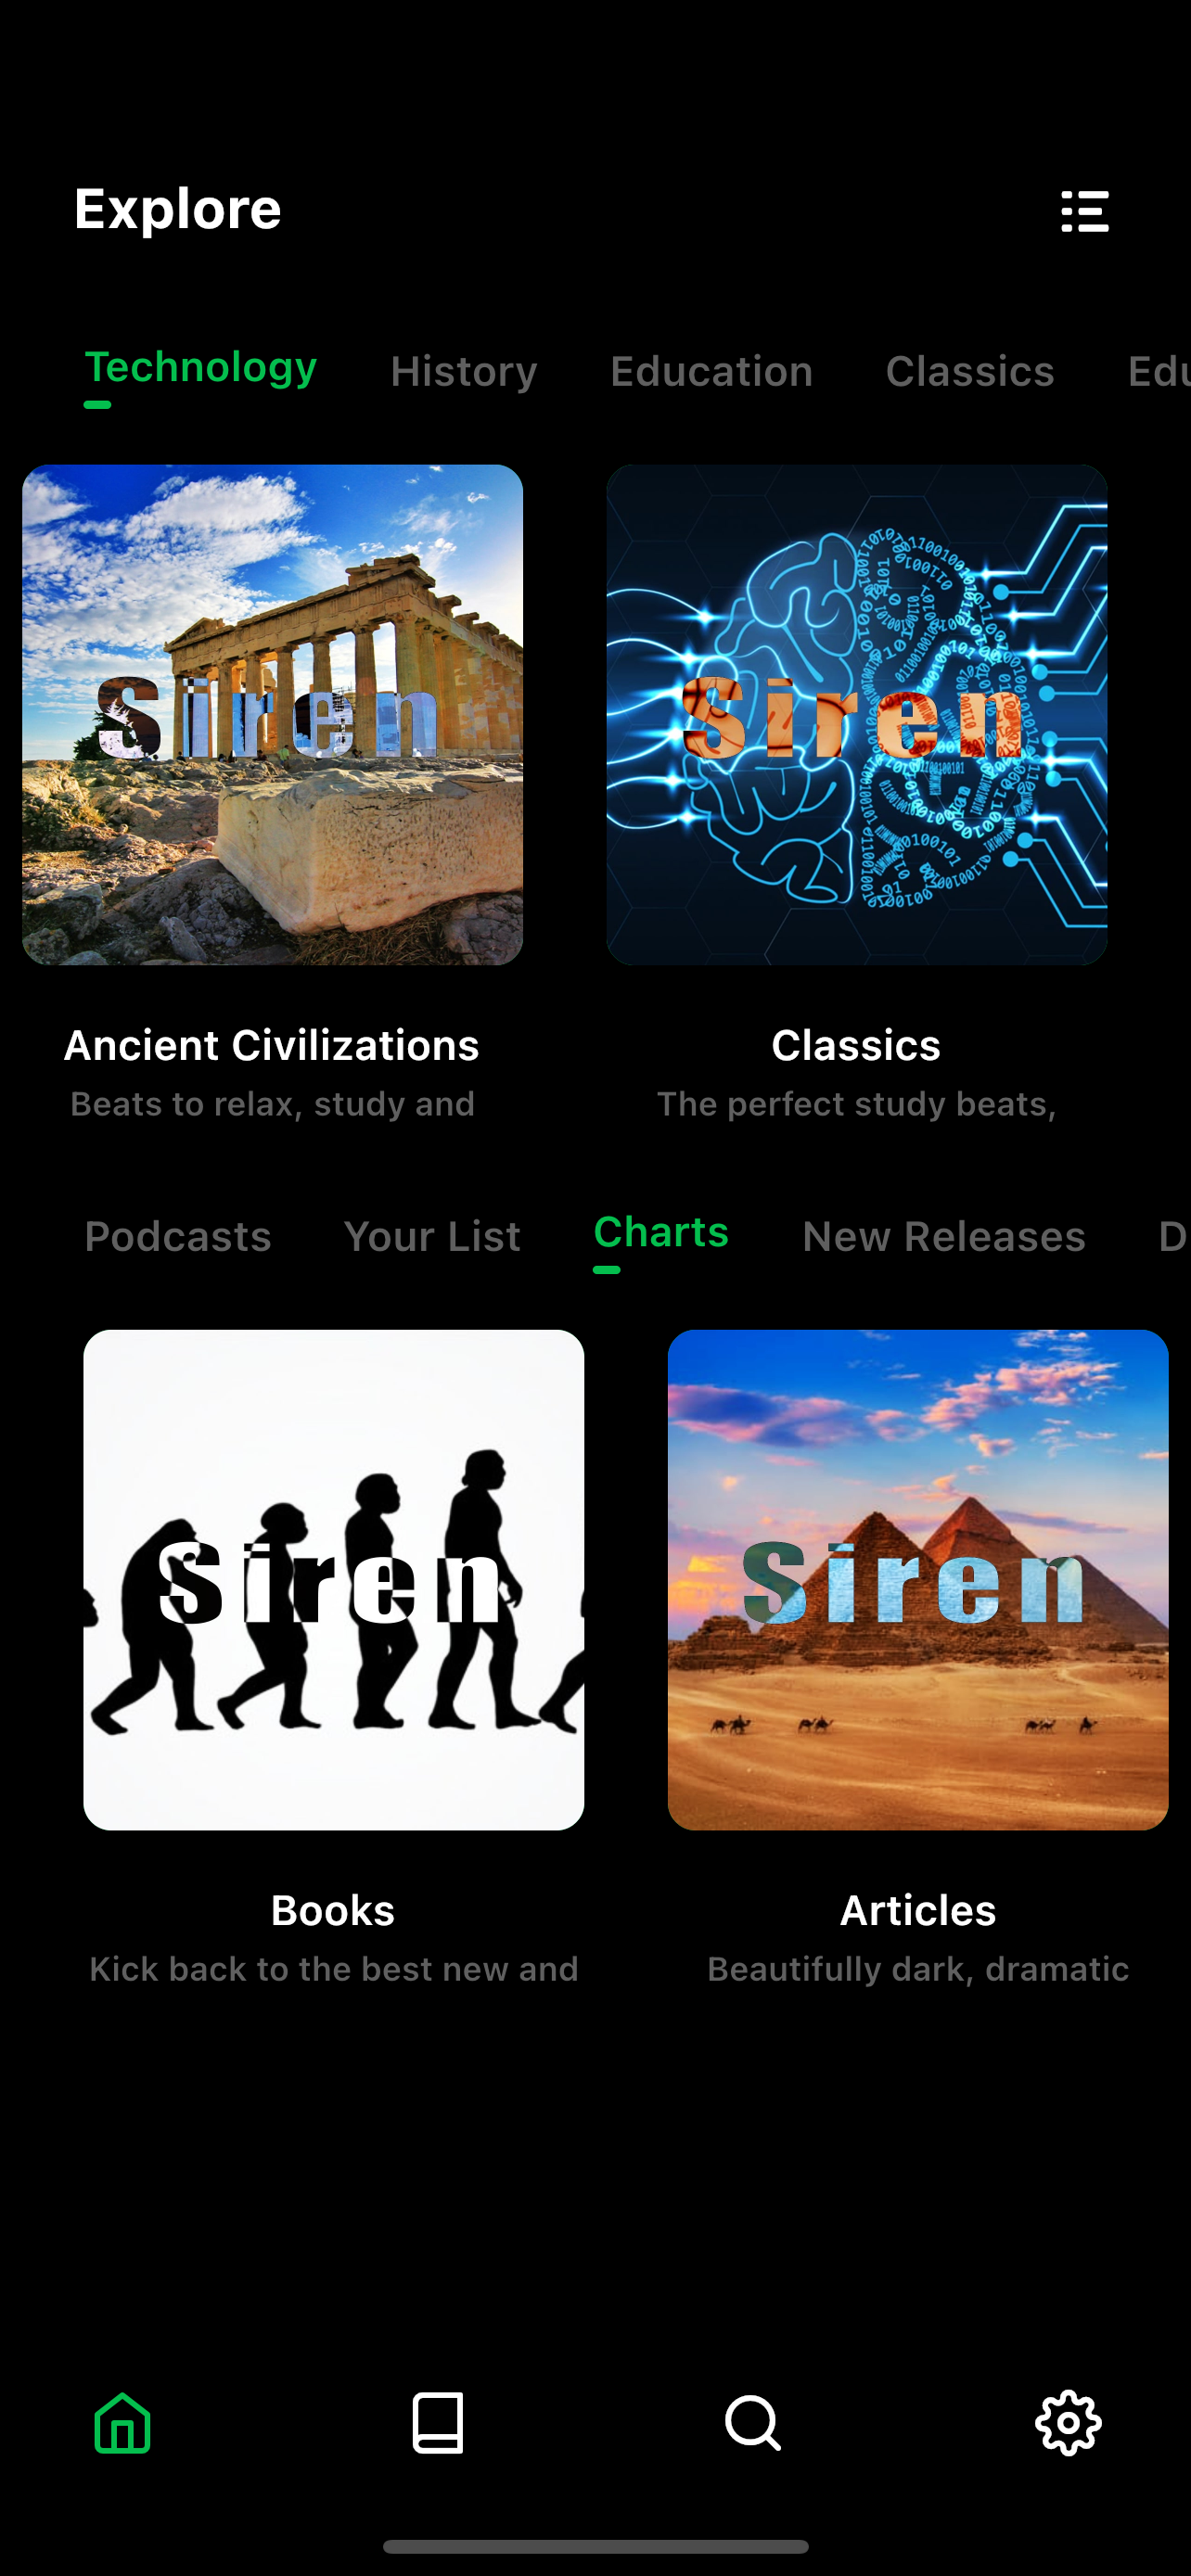 Explore
Technology History Education Classics Edu
Siren Siren
Ancient Civilizations Classics
Beats to relax, study and The perfect study beats,
Podcasts Your List Charts New Releases D
Siren Siren
Books Articles
Kick back to the best new and Beautifully dark, dramatic